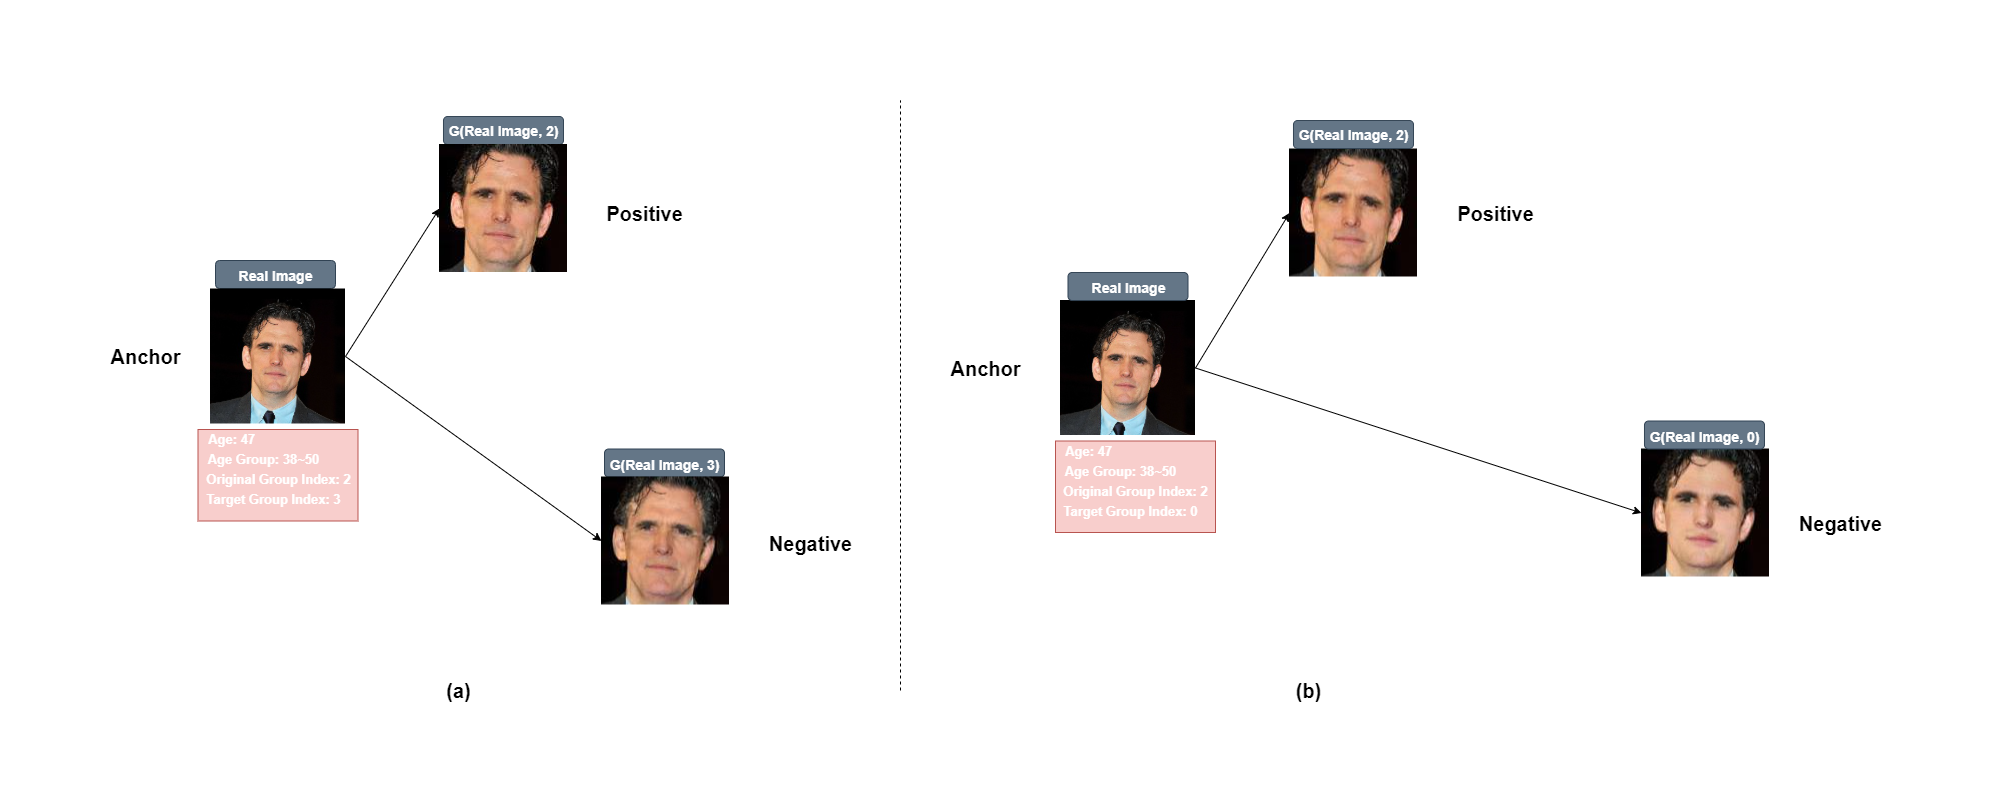 G(Real Image, 2)
Positive
Real Image
Anchor
Age: 47
Age Group: 38~50
Original Group Index: 2
Target Group Index: 3
G(Real Image, 3)
Negative
(a)
G(Real Image, 2)
Positive
Real Image
Anchor
Age: 47
Age Group: 38~50
Original Group Index: 2
Target Group Index: 0
G(Real Image, 0)
Negative
(b)